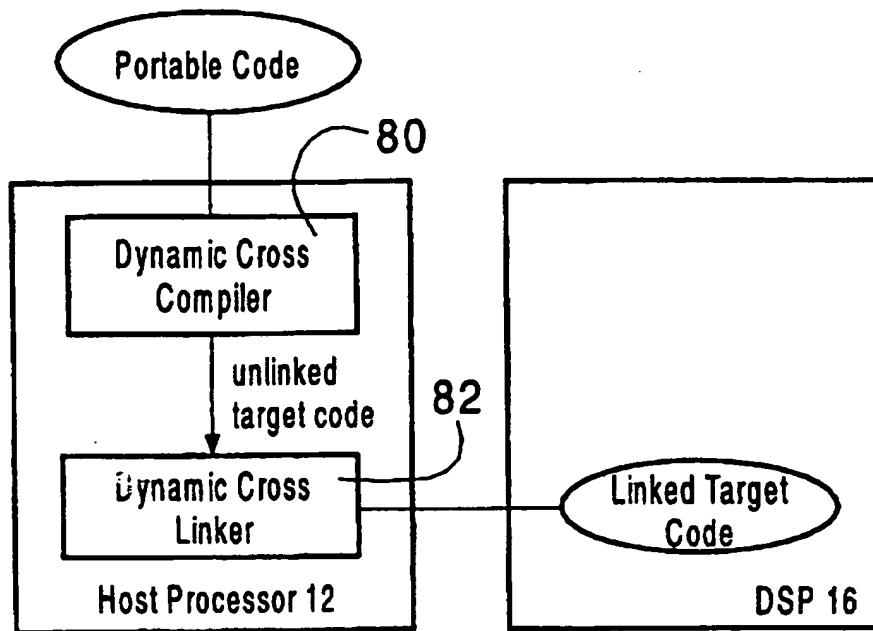 Portable Code
80
Dynamic Cross
Compiler
unlinked
target code
82
Dynamic Cross
Linker
Linked Target
Code
Host Processor 12
DSP 16